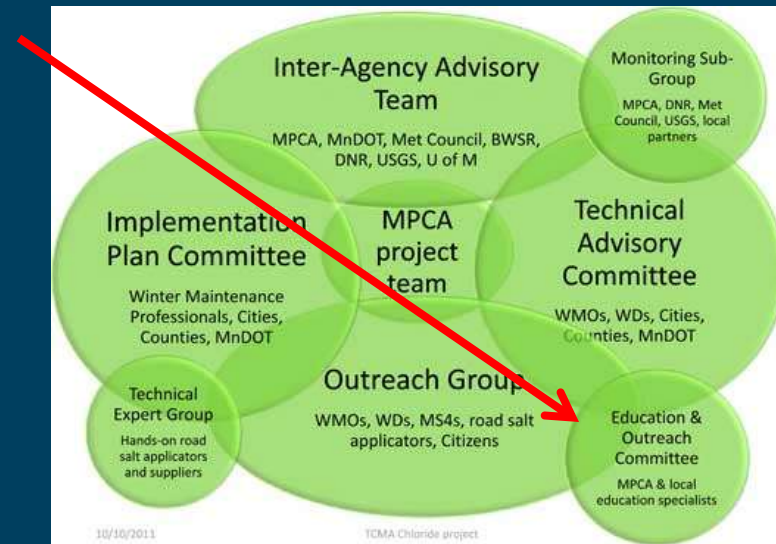 Inter-Agency Advisory
Team
MPCA, MnDOT, Met Council, BWSR,
DNR, USGS, U of M
Monitoring Sub-
Group
MPCA, DNR, Met
Council, USGS, local
partners
Implementation
Plan Committee
Winter Maintenance
Professionals, Cities,
Counties, MnDOT
MPCA
project
team
Technical
Advisory
Committee
WMOs, WDs, Cities,
Counties, MnDOT
Technical
Expert Group
Hands-on road
salt applicators
and suppliers
Outreach Group
WMOs, WDs, MS4s, road salt
applicators, Citizens
Education &
Outreach
Committee
MPCA & local
education specialists
10/10/2011
TCMA Chloride project